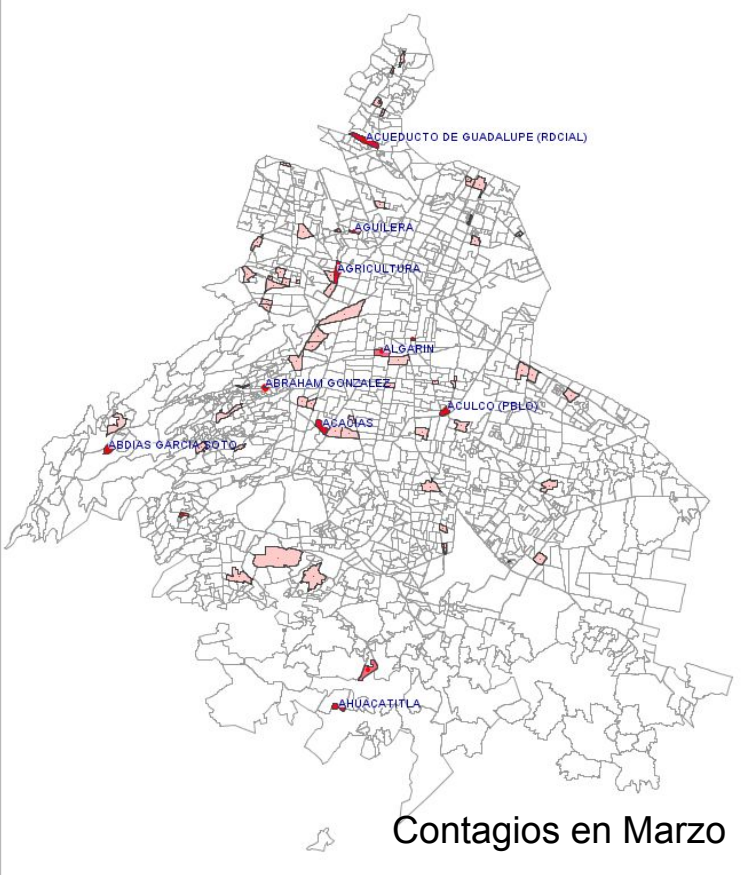 ACUEDUCTO DE GUADALUPE (RDCIAL)
AGUILERA
AGRICULTURA
ALGARIN
ABRAHAM GONZALEZ
ACULCO (PBLO)
ACACIAS
ABDIAS GARCIA SOTO
AHUACATITLA
Contagios en Marzo